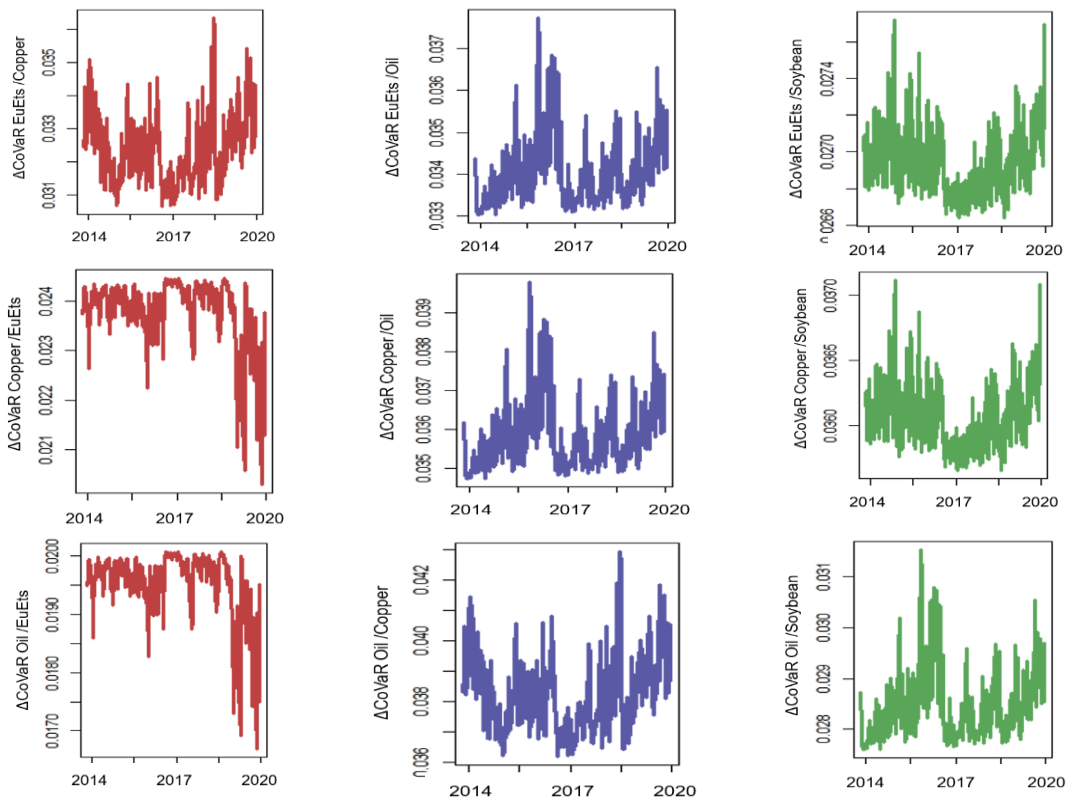 ΔCoVaR EuEts /Copper
0.035
0.033
0.031
2014 2017 2020
ΔCoVaR EuEts /Oil
0.037
0.036
0.035
0.034
0.033
2014 2017 2020
ΔCoVaR EuEts /Soybean
0.0274
0.0270
0.0266
2014 2017 2020
ΔCoVaR Copper /EuEts
0.024
0.023
0.022
0.021
2014 2017 2020
ΔCoVaR Copper /Oil
0.039
0.038
0.037
0.036
0.035
2014 2017 2020
ΔCoVaR Copper /Soybean
0.0370
0.0365
0.0360
2014 2017 2020
ΔCoVaR Oil /EuEts
0.0200
0.0190
0.0180
0.0170
2014 2017 2020
ΔCoVaR Oil /Copper
0.042
0.040
0.038
0.036
2014 2017 2020
ΔCoVaR Oil /Soybean
0.031
0.030
0.029
0.028
2014 2017 2020